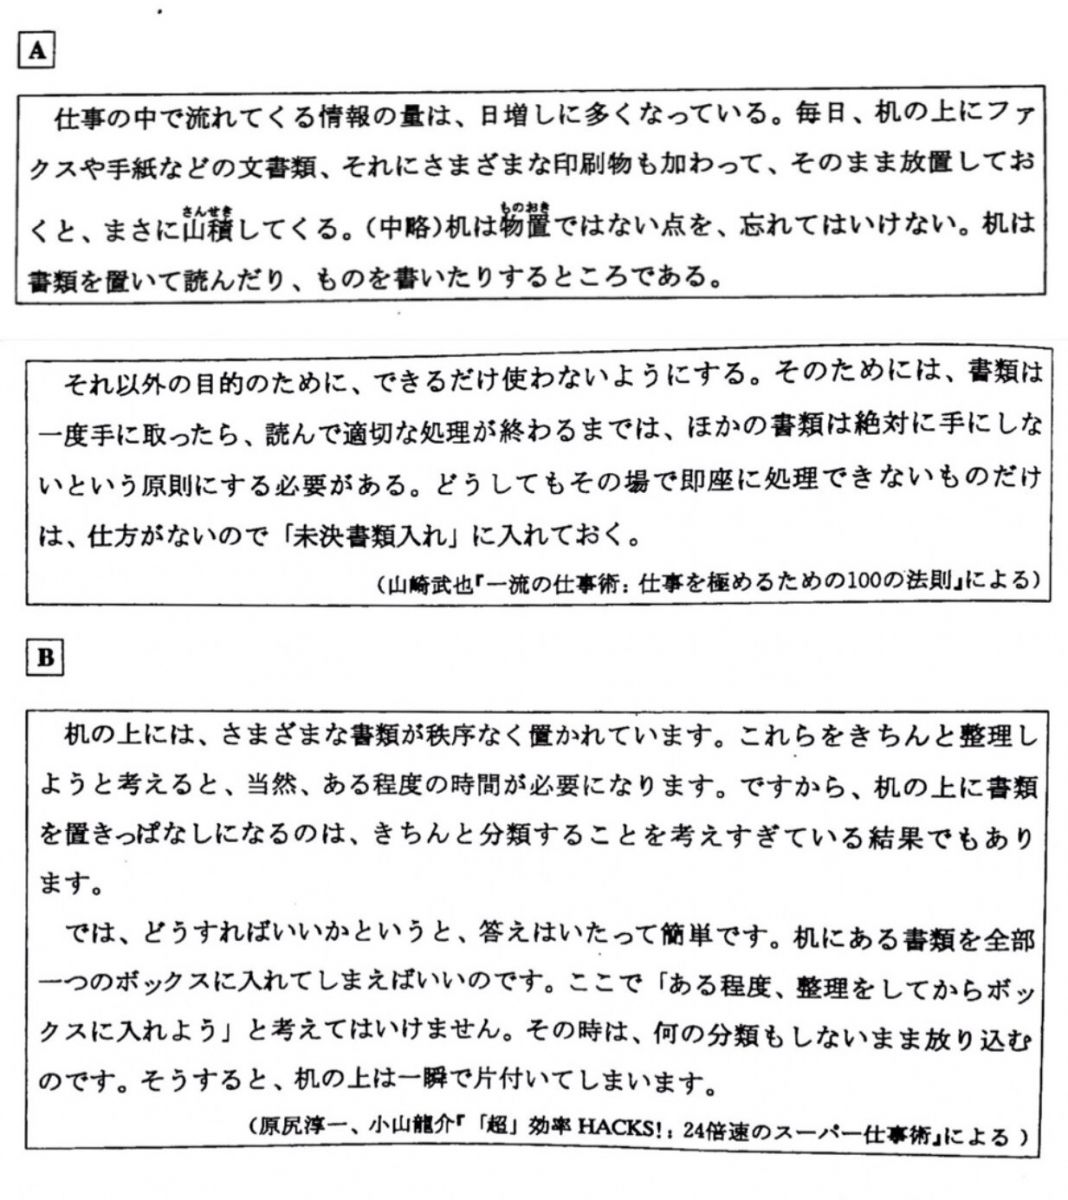 A
仕事の中で流れてくる情報の量は、日増しに多くなっている。毎日、机の上にファ
クスや手紙などの文書類、それにさまざまな印刷物も加わって、そのまま放置してお
さんせき ものおき
くと、まさに山積してくる。（中略）机は物置ではない点を、忘れてはいけない。机は
書類を置いて読んだり、ものを書いたりするところである。
それ以外の目的のために、できるだけ使わないようにする。そのためには、書類は
一度手に取ったら、読んで適切な処理が終わるまでは、ほかの書類は絶対に手にしな
いという原則にする必要がある。どうしてもその場で即座に処理できないものだけ
は、仕方がないので「未決書類入れ」に入れておく。
（山崎武也『一流の仕事術：仕事を極めるための100の法則』による）
B
机の上には、さまざまな書類が秩序なく置かれています。これらをきちんと整理し
ようと考えると、当然、ある程度の時間が必要になります。ですから、机の上に書類
を置きっぱなしになるのは、きちんと分類することを考えすぎている結果でもあり
ます。
では、どうすればいいかというと、答えはいたって簡単です。机にある書類を全部
一つのボックスに入れてしまえばいいのです。ここで「ある程度、整理をしてからボッ
クスに入れよう」と考えてはいけません。その時は、何の分類もしないまま放り込む
のです。そうすると、机の上は一瞬で片付いてしまいます。
（原尻淳一、小山龍介『「超」効率 HACKS!：24倍速のスーパー仕事術』による）